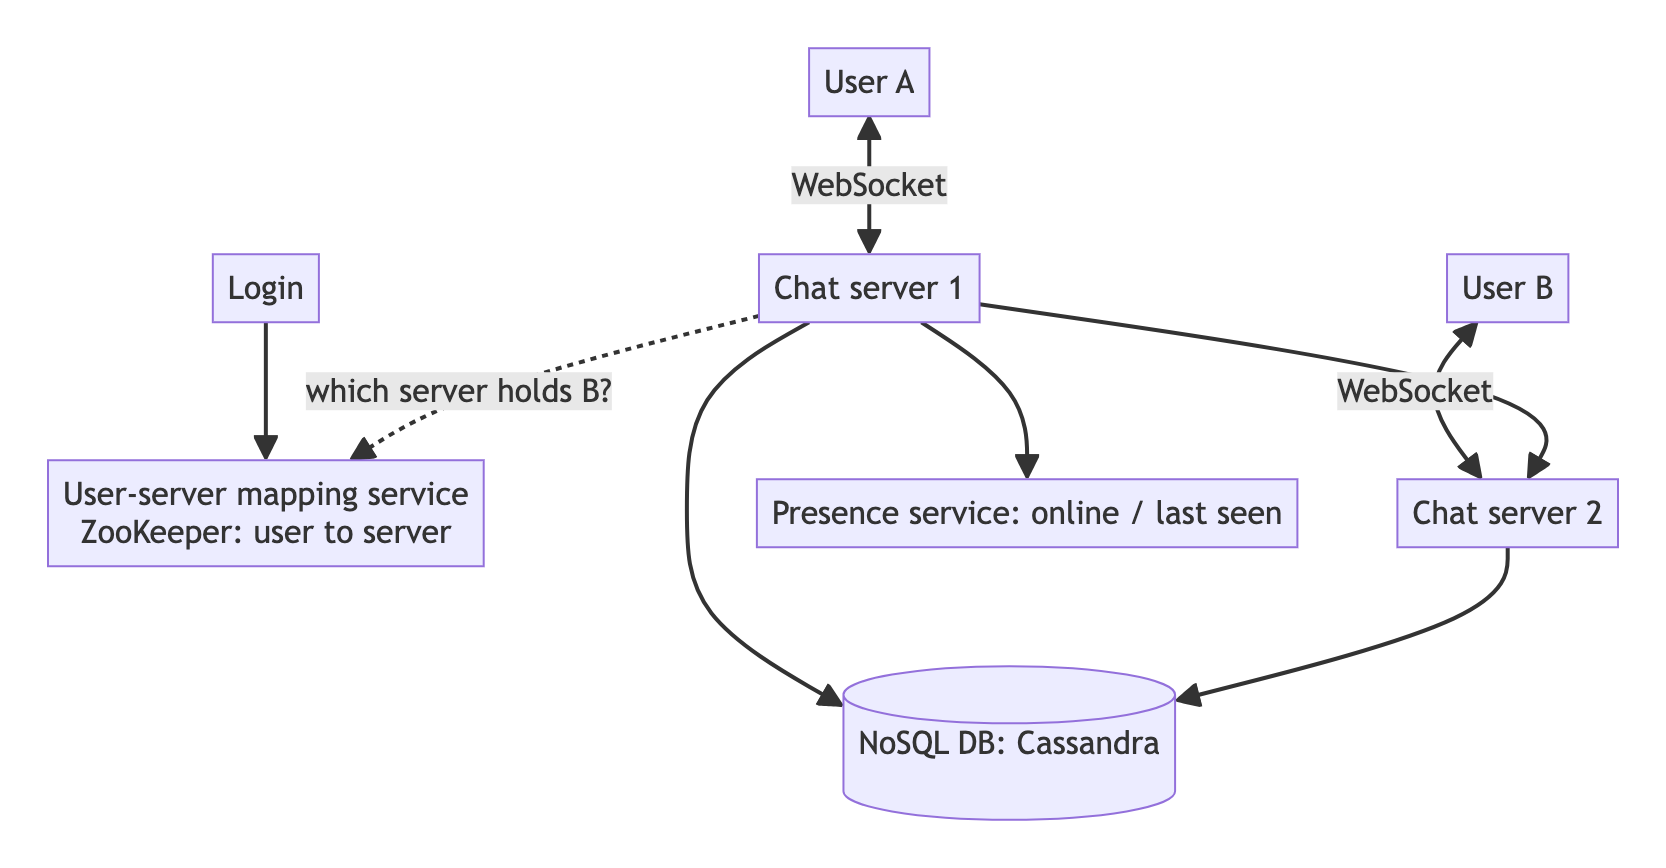 User A
WebSocket
Login
Chat server 1
User B
which server holds B?
WebSocket
User-server mapping service
ZooKeeper: user to server
Presence service: online / last seen
Chat server 2
NoSQL DB: Cassandra